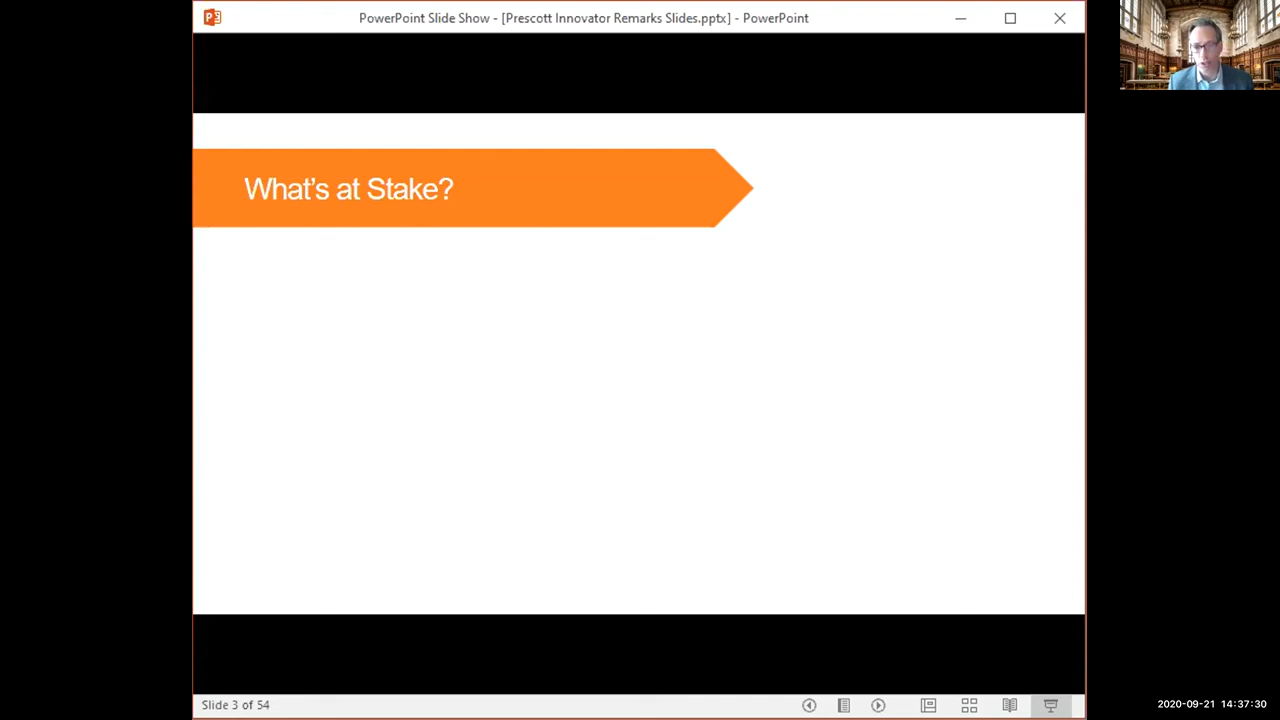 PowerPoint Slide Show - [Prescott Innovator Remarks Slides.pptx] - PowerPoint
What's at Stake?
Slide 3 of 54
2020-09-21 14:37:30